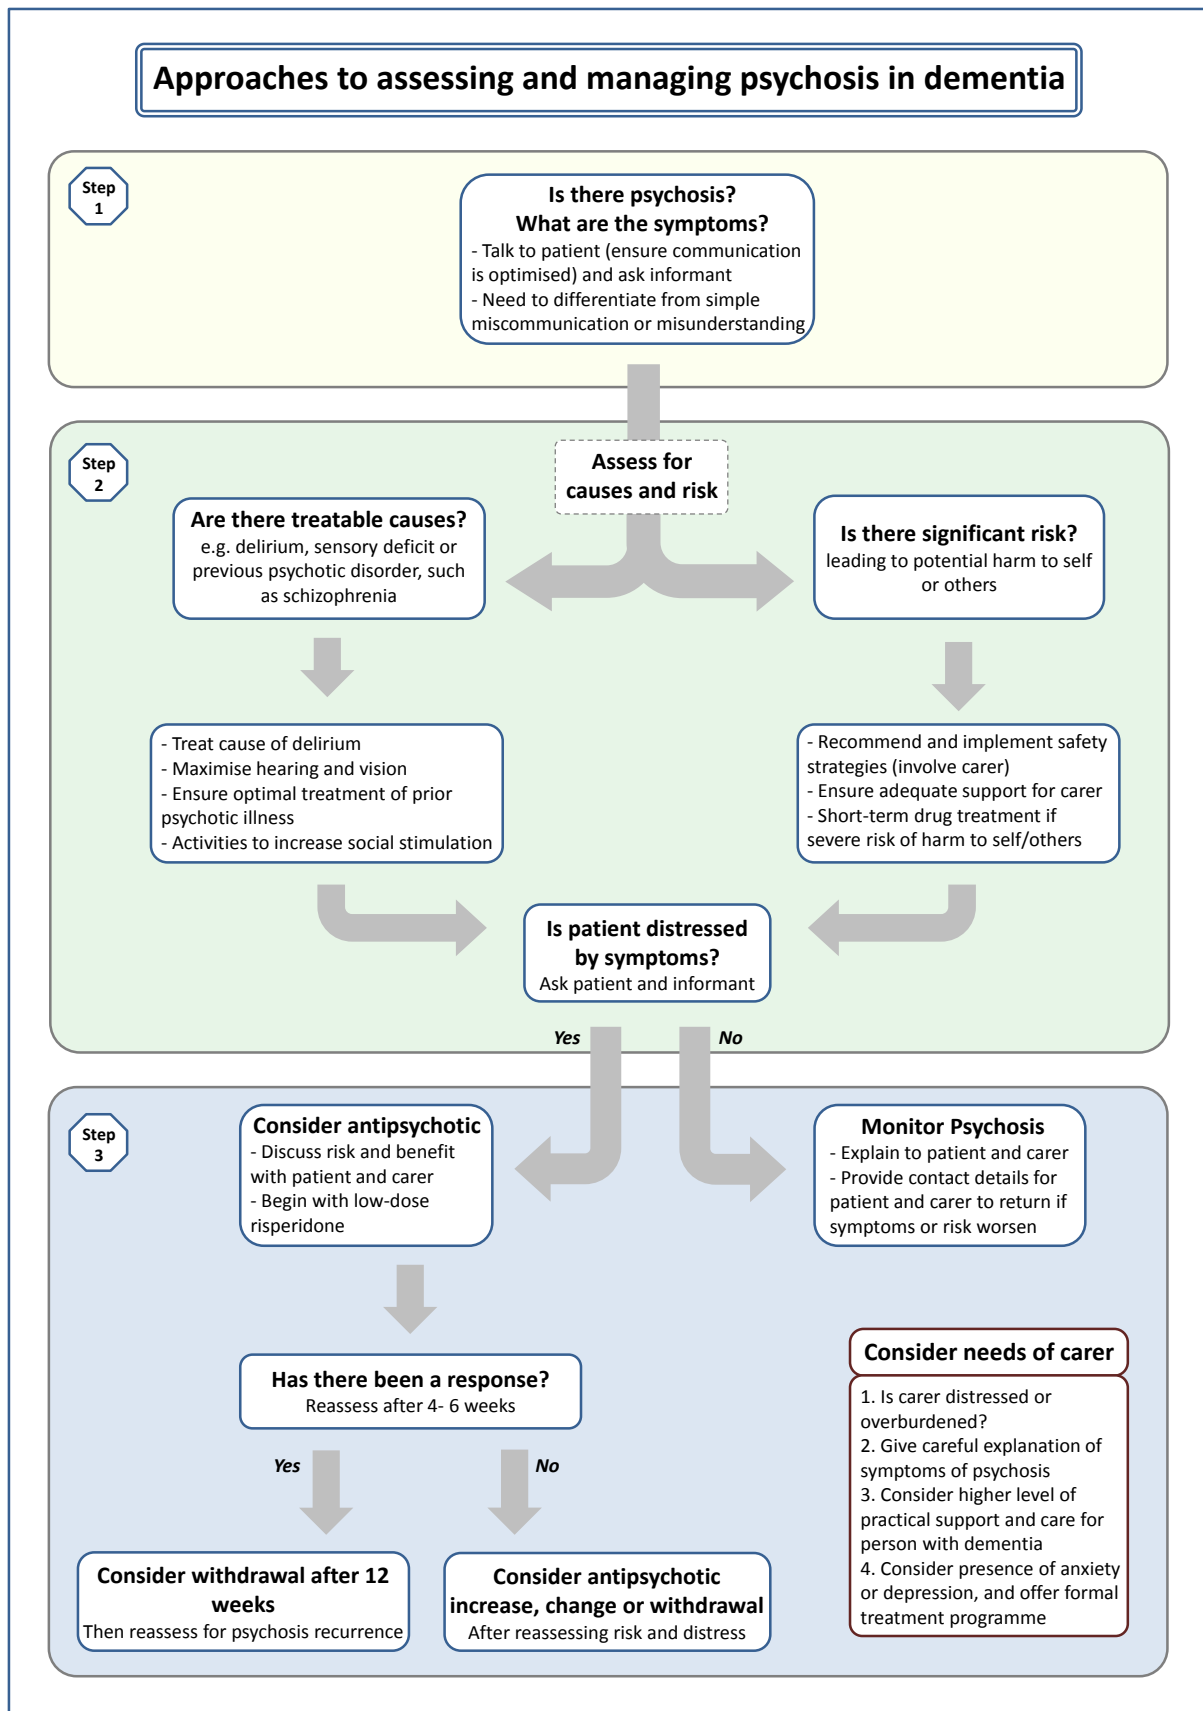 Approaches to assessing and managing psychosis in dementia
Step
1
Is there psychosis?
What are the symptoms?
- Talk to patient (ensure communication
is optimised) and ask informant
- Need to differentiate from simple
miscommunication or misunderstanding
Step
2
Assess for
causes and risk
Are there treatable causes?
e.g. delirium, sensory deficit or
previous psychotic disorder, such
as schizophrenia
Is there significant risk?
leading to potential harm to self
or others
- Treat cause of delirium
- Maximise hearing and vision
- Ensure optimal treatment of prior
psychotic illness
- Activities to increase social stimulation
- Recommend and implement safety
strategies (involve carer)
- Ensure adequate support for carer
- Short-term drug treatment if
severe risk of harm to self/others
Is patient distressed
by symptoms?
Ask patient and informant
Yes
No
Step
3
Consider antipsychotic
- Discuss risk and benefit
with patient and carer
- Begin with low-dose
risperidone
Monitor Psychosis
- Explain to patient and carer
- Provide contact details for
patient and carer to return if
symptoms or risk worsen
Has there been a response?
Reassess after 4- 6 weeks
Yes
No
Consider withdrawal after 12
weeks
Then reassess for psychosis recurrence
Consider antipsychotic
increase, change or withdrawal
After reassessing risk and distress
Consider needs of carer
1. Is carer distressed or
overburdened?
2. Give careful explanation of
symptoms of psychosis
3. Consider higher level of
practical support and care for
person with dementia
4. Consider presence of anxiety
or depression, and offer formal
treatment programme